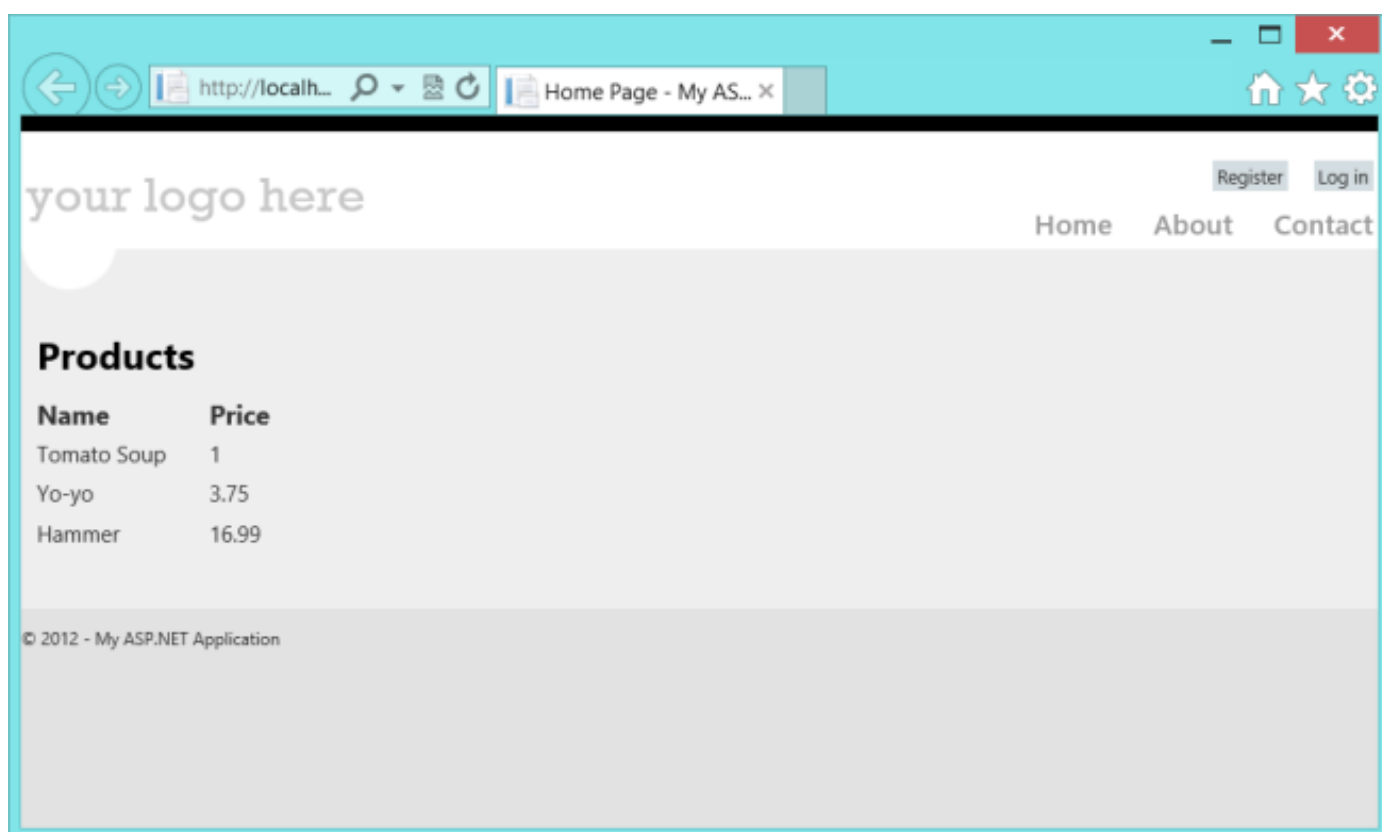 http://localh...
Home Page - My AS...
your logo here
Register Log in
Home About Contact
Products
Name Price
Tomato Soup 1
Yo-yo 3.75
Hammer 16.99
© 2012 - My ASP.NET Application